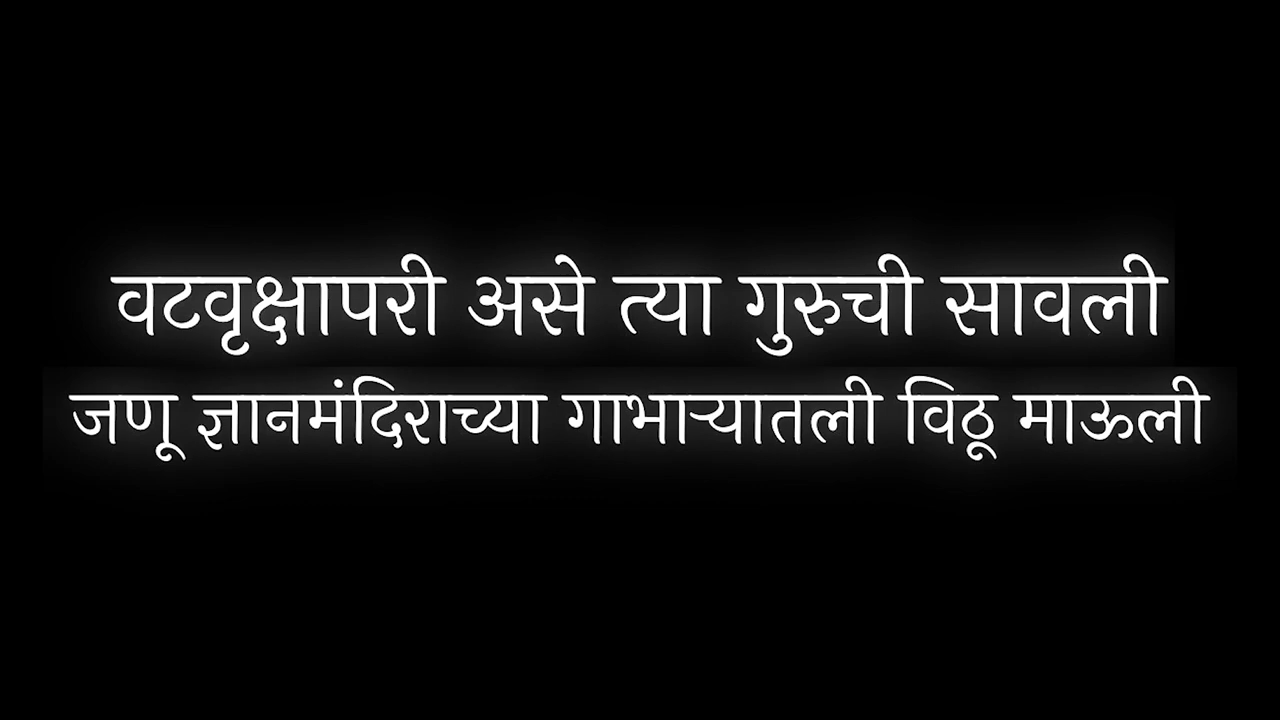 वटवृक्षापरी असे त्या गुरुची सावली
जणू ज्ञानमंदिराच्या गाभाऱ्यातली विठू माऊली